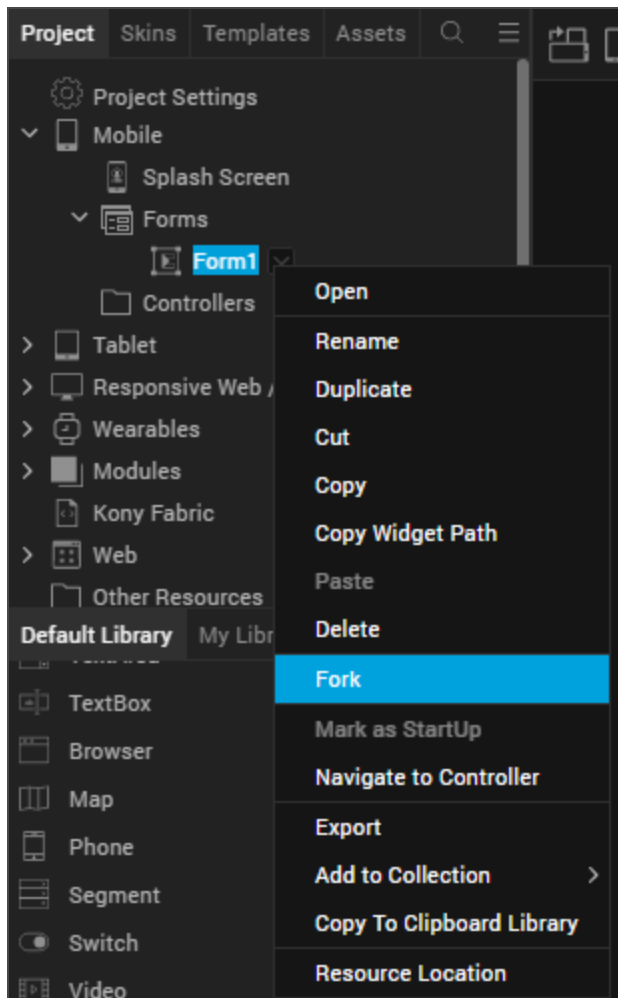 Project Skins Templates Assets
Project Settings
Mobile
Splash Screen
Forms
Form1
Controllers
Tablet
Responsive Web
Wearables
Modules
Kony Fabric
Web
Other Resources
Default Library My Libr
TextBox
Browser
Map
Phone
Segment
Switch
Video
Open
Rename
Duplicate
Cut
Copy
Copy Widget Path
Paste
Delete
Fork
Mark as StartUp
Navigate to Controller
Export
Add to Collection
Copy To Clipboard Library
Resource Location